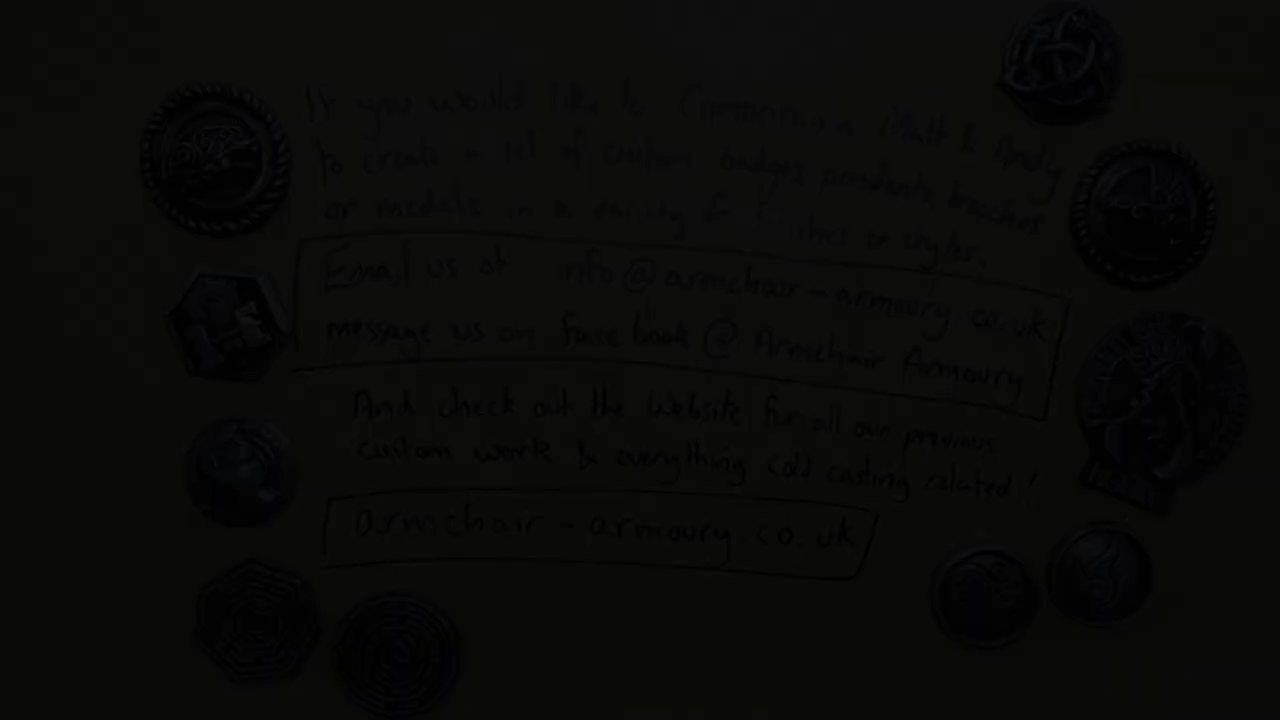 If you would like to Commission Matt & Andy
to create a set of custom badges pendants broaches
or medals in a variety of finishes or styles.
Email us at info@armchair-armoury.co.uk
message us on Facebook @ Armchair Armoury
And check out the website for all our previous
custom work & everything cold casting related!
armchair-armoury.co.uk